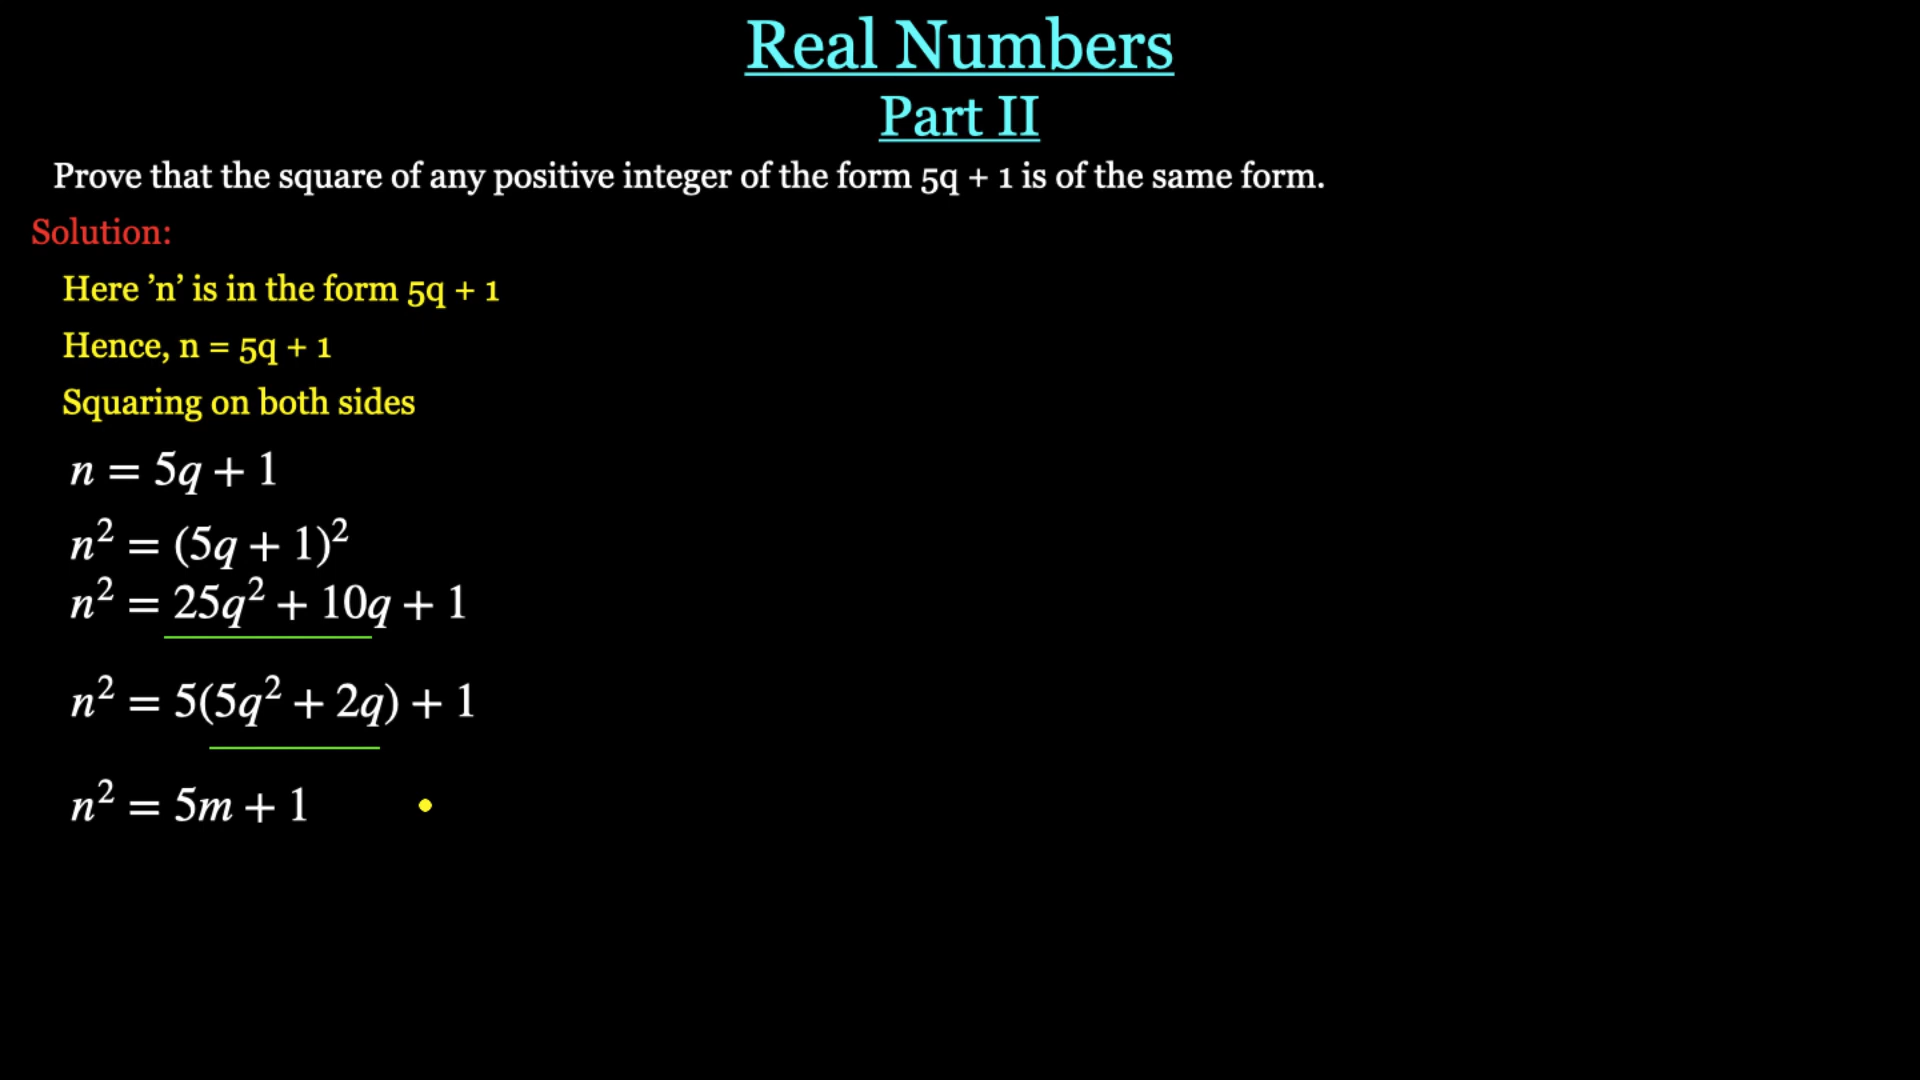 Real Numbers
Part II
Prove that the square of any positive integer of the form 5q + 1 is of the same form.
Solution:
Here ’n’ is in the form 5q + 1
Hence, n = 5q + 1
Squaring on both sides
n = 5q + 1
n² = (5q + 1)²
n² = 25q² + 10q + 1
n² = 5(5q² + 2q) + 1
n² = 5m + 1